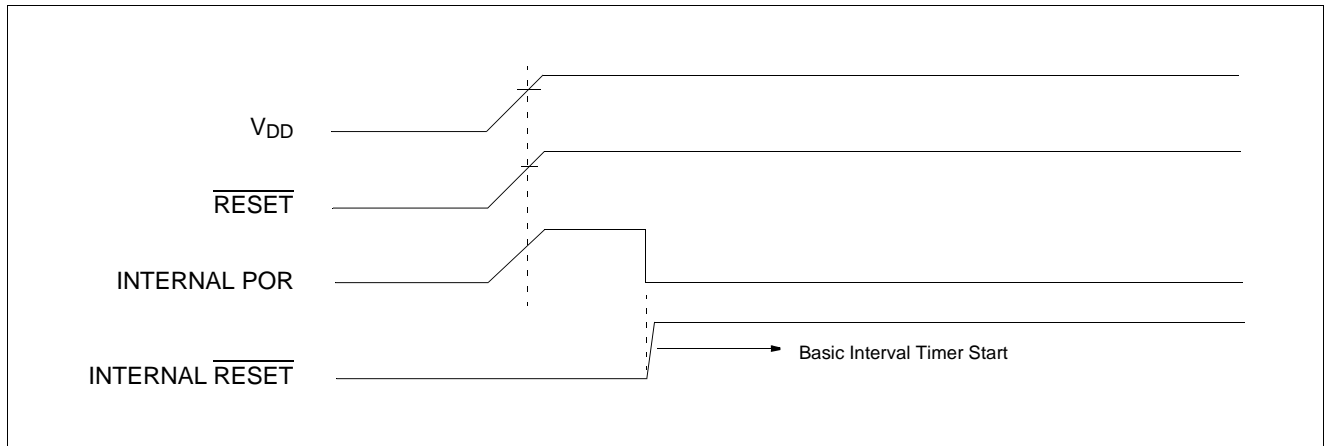 VDD
RESET
INTERNAL POR
Basic Interval Timer Start
INTERNAL RESET